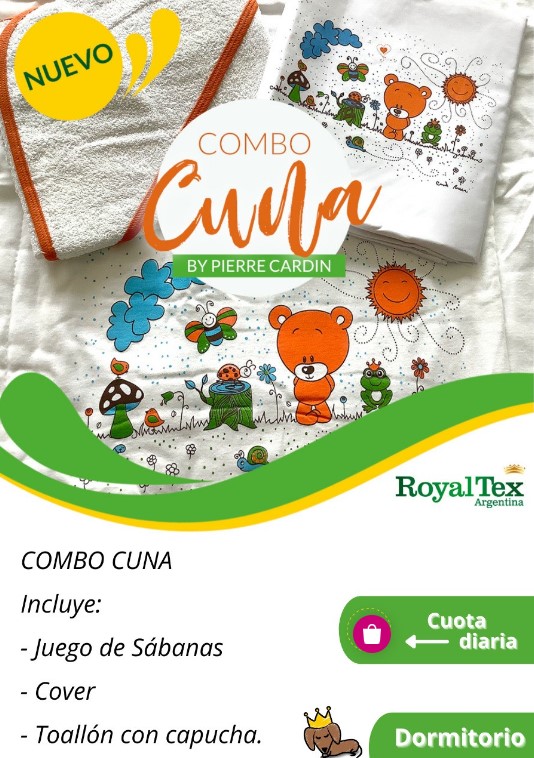 NUEVO
COMBO
Cuna
BY PIERRE CARDIN
RoyalTex
Argentina
COMBO CUNA
Incluye:
- Juego de Sábanas
- Cover
- Toallón con capucha.
Cuota
diaria
Dormitorio